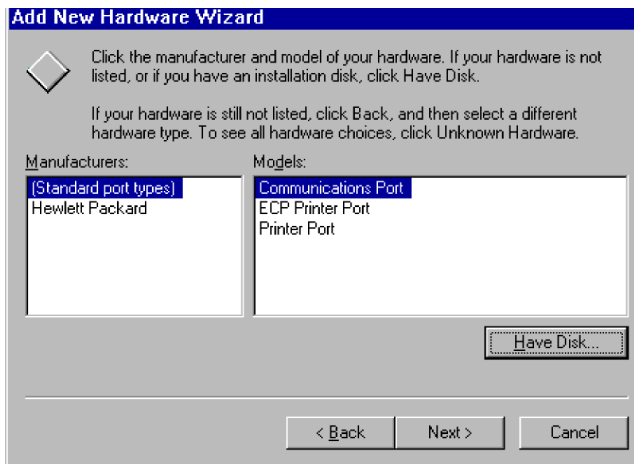 Add New Hardware Wizard
Click the manufacturer and model of your hardware. If your hardware is not
listed, or if you have an installation disk, click Have Disk.
If your hardware is still not listed, click Back, and then select a different
hardware type. To see all hardware choices, click Unknown Hardware.
Manufacturers:
(Standard port types)
Hewlett Packard
Models:
Communications Port
ECP Printer Port
Printer Port
Have Disk...
< Back
Next >
Cancel